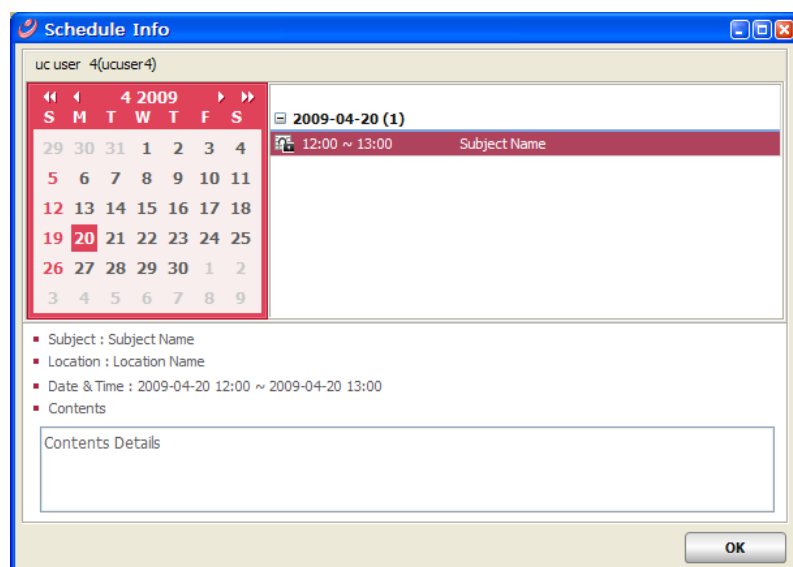 Schedule Info
uc user 4(ucuser4)
4 2009
S M T W T F S
29 30 31 1 2 3 4
5 6 7 8 9 10 11
12 13 14 15 16 17 18
19 20 21 22 23 24 25
26 27 28 29 30 1 2
3 4 5 6 7 8 9
2009-04-20 (1)
12:00 ~ 13:00 Subject Name
Subject : Subject Name
Location : Location Name
Date & Time : 2009-04-20 12:00 ~ 2009-04-20 13:00
Contents
Contents Details
OK